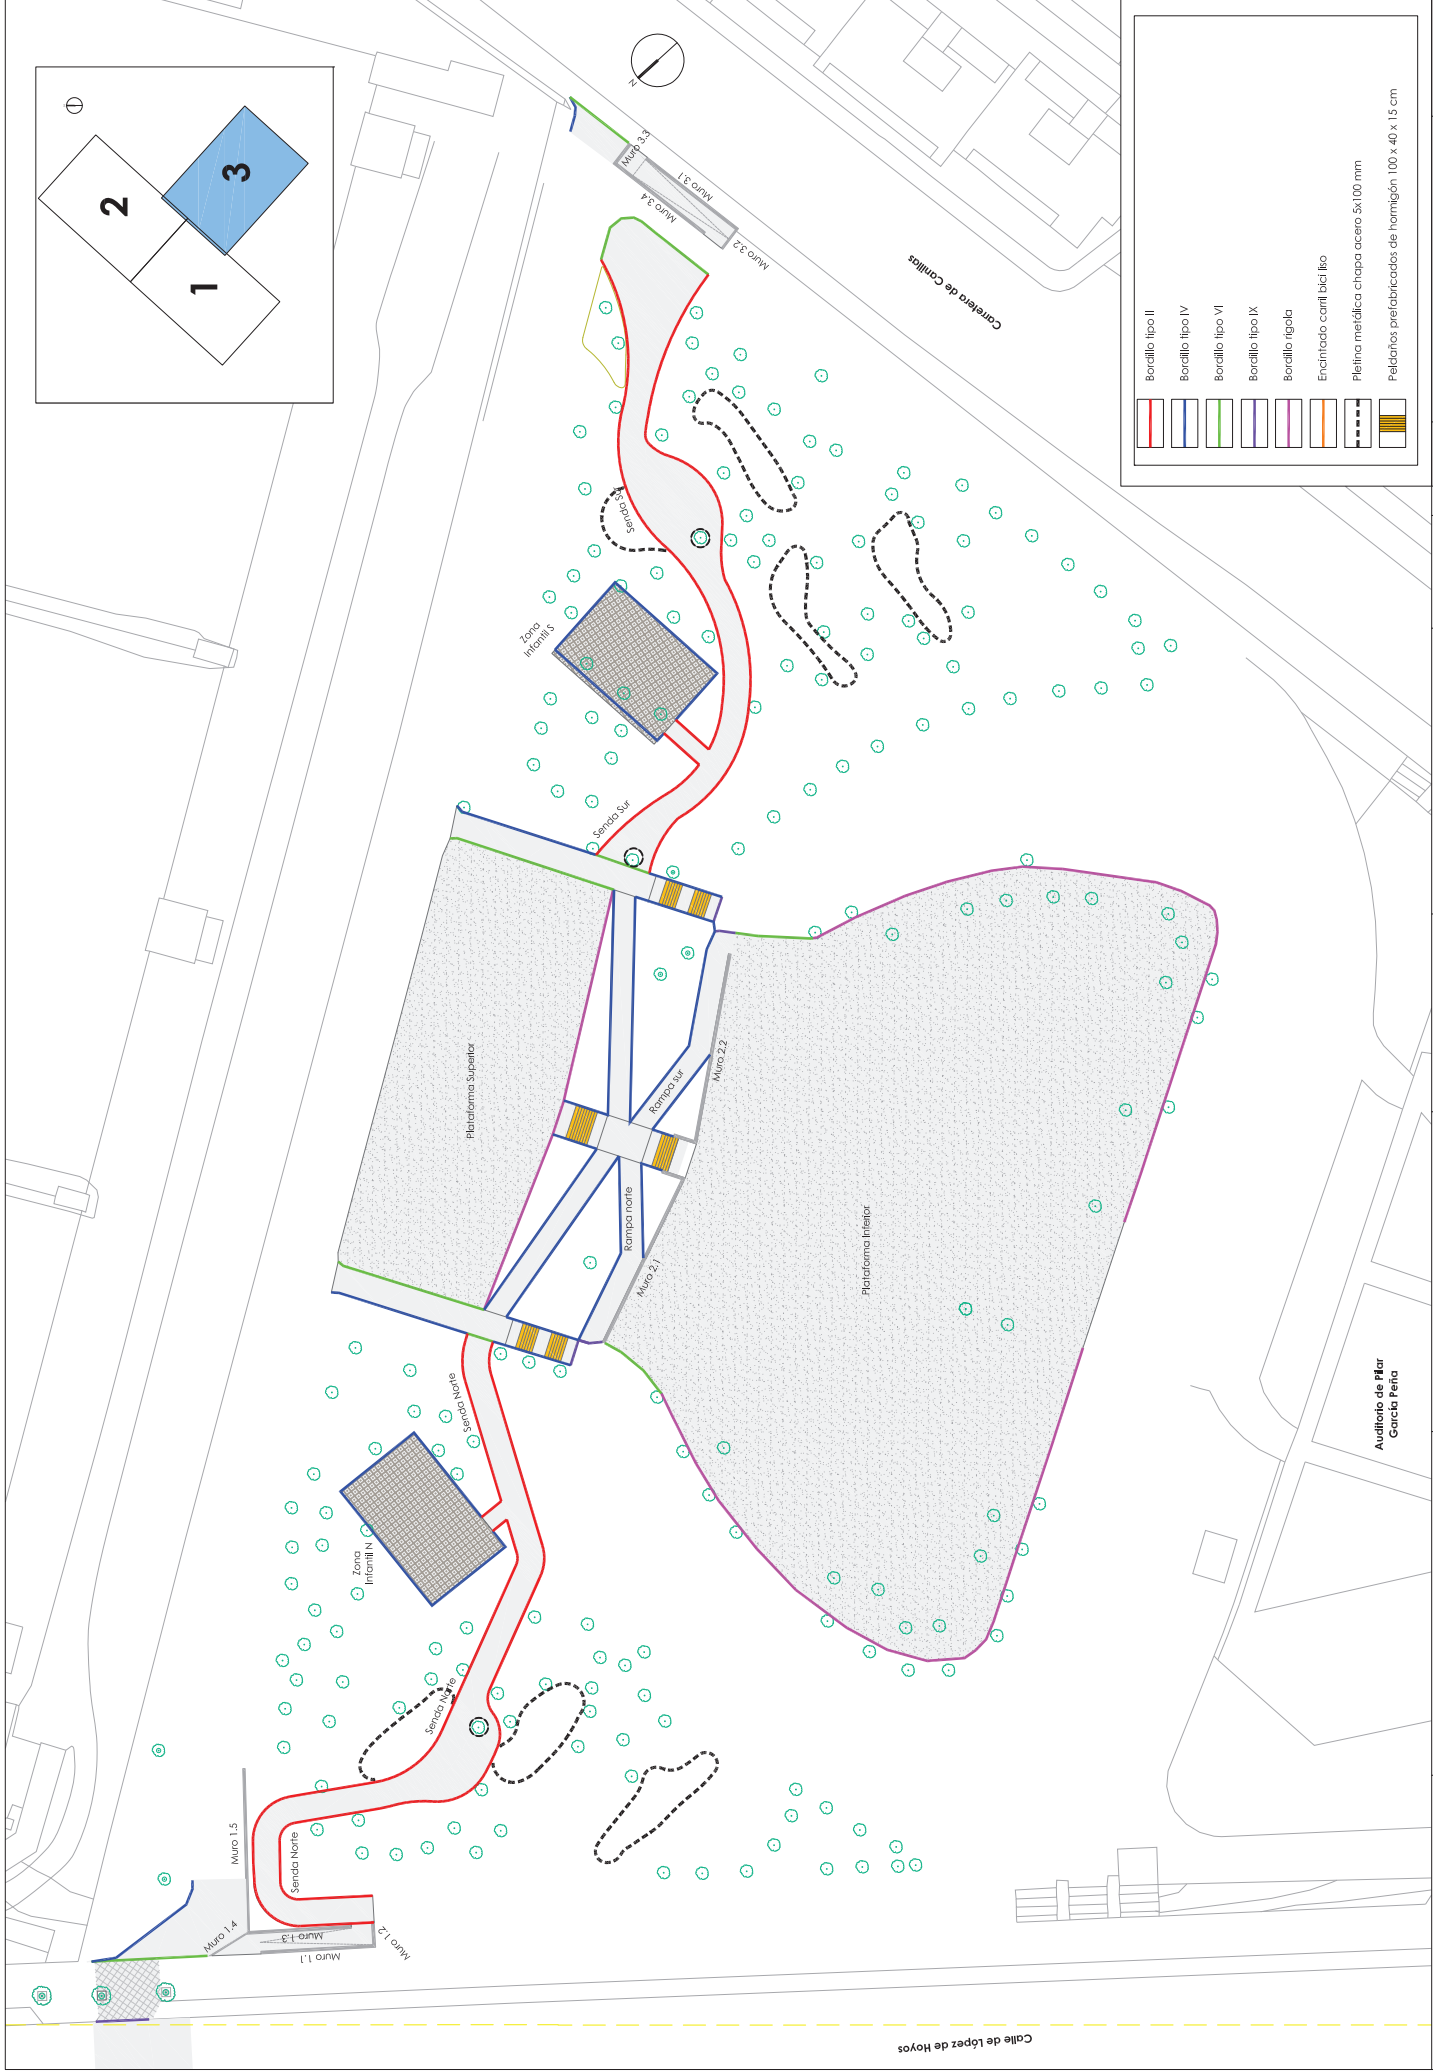 2
3
1
N
Muro 3.3
Muro 3.1
Muro 3.4
Muro 3.2
Carretera de Canillas
Bordillo tipo II
Bordillo tipo IV
Bordillo tipo VI
Bordillo tipo IX
Bordillo rigola
Encintado carril bici liso
Pletina metálica chapa acero 5x100 mm
Peldaños prefabricados de hormigón 100 x 40 x 15 cm
Senda Sur
Zona
Infantil S
Senda Sur
Plataforma Superior
Rampa sur
Muro 2.2
Rampa norte
Muro 2.1
Plataforma Inferior
Senda Norte
Zona
Infantil N
Senda Norte
Auditorio de Pilar
García Peña
Muro 1.5
Senda Norte
Muro 1.4
Muro 1.3
Muro 1.1
Muro 1.2
Calle de López de Hoyos